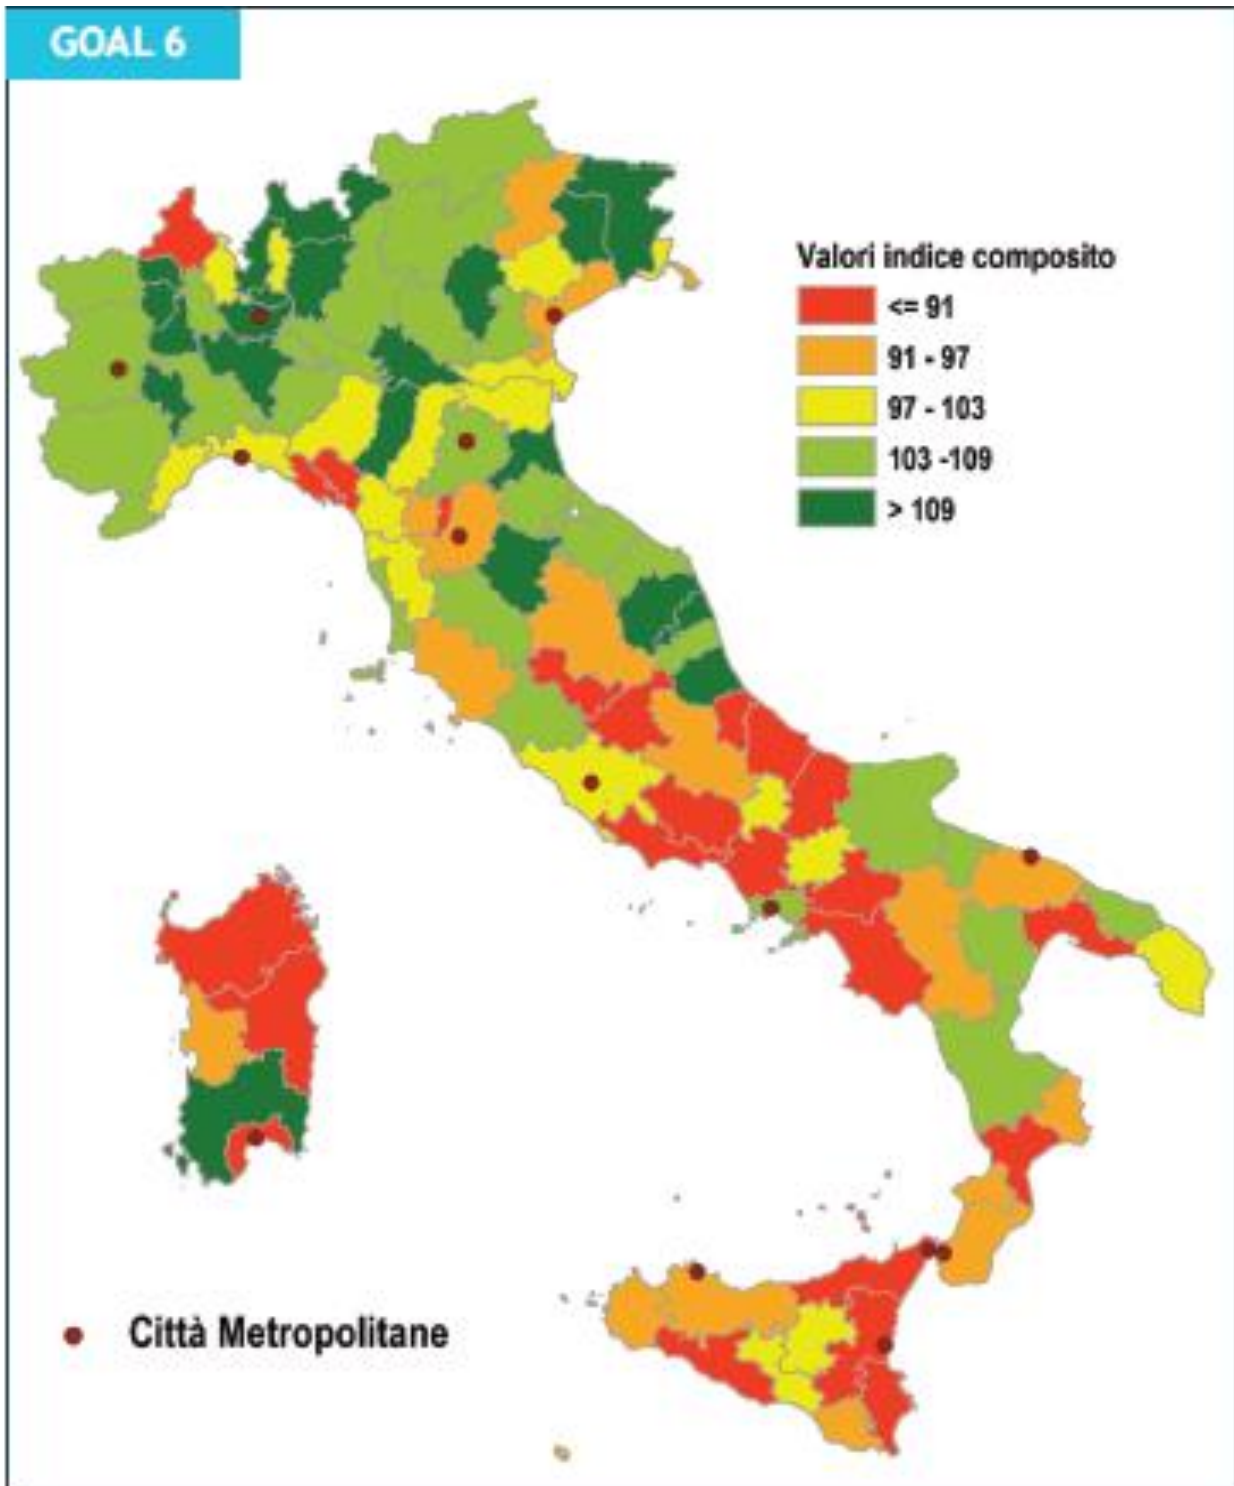 GOAL 6
Valori indice composito
<= 91
91 - 97
97 - 103
103 -109
> 109
Città Metropolitane